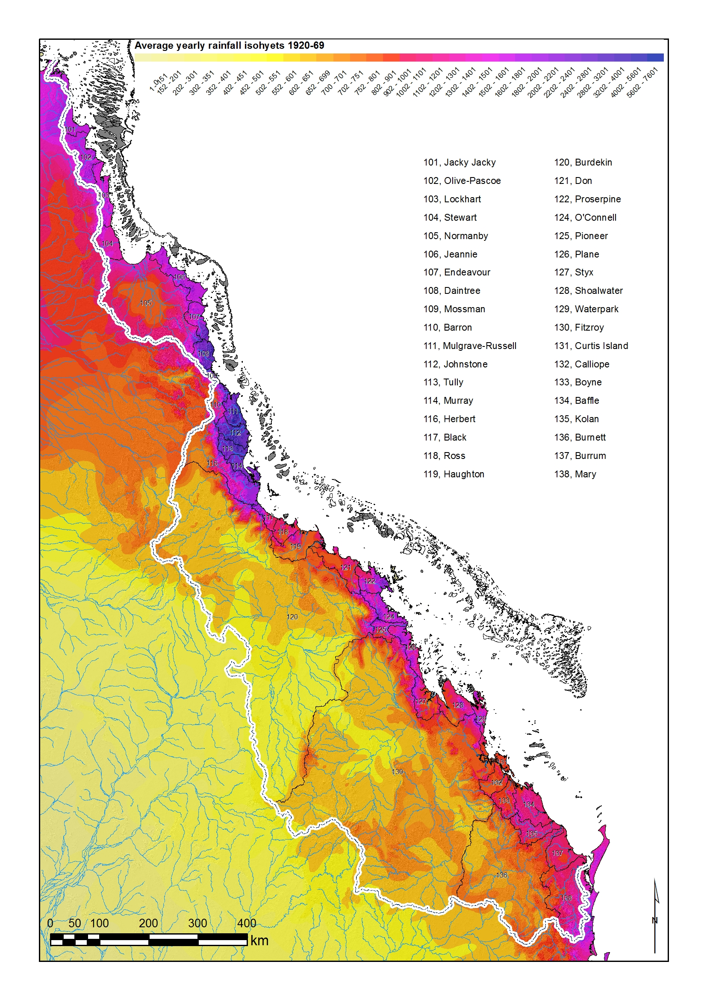 Average yearly rainfall isohyets 1920-69
152 - 201
202 - 301
302 - 351
352 - 401
402 - 451
452 - 501
502 - 551
552 - 601
602 - 651
652 - 699
700 - 701
702 - 751
752 - 801
802 - 901
902 - 1001
1002 - 1101
1102 - 1201
1202 - 1301
1302 - 1401
1402 - 1501
1502 - 1601
1602 - 1801
1802 - 2001
2002 - 2201
2202 - 2401
2402 - 2801
2802 - 3201
3202 - 4001
4002 - 5601
5602 - 7601
101, Jacky Jacky
102, Olive-Pascoe
103, Lockhart
104, Stewart
105, Normanby
106, Jeannie
107, Endeavour
108, Daintree
109, Mossman
110, Barron
111, Mulgrave-Russell
112, Johnstone
113, Tully
114, Murray
116, Herbert
117, Black
118, Ross
119, Haughton
120, Burdekin
121, Don
122, Proserpine
124, O'Connell
125, Pioneer
126, Plane
127, Styx
128, Shoalwater
129, Waterpark
130, Fitzroy
131, Curtis Island
132, Calliope
133, Boyne
134, Baffle
135, Kolan
136, Burnett
137, Burrum
138, Mary
101
102
103
104
106
105
107
108
109
110
111
112
113
114
116
117
118
119
121
122
120
124
125
126
127
128
129
131
130
132
133
134
135
137
136
138
N
0 50 100 200 300 400
km